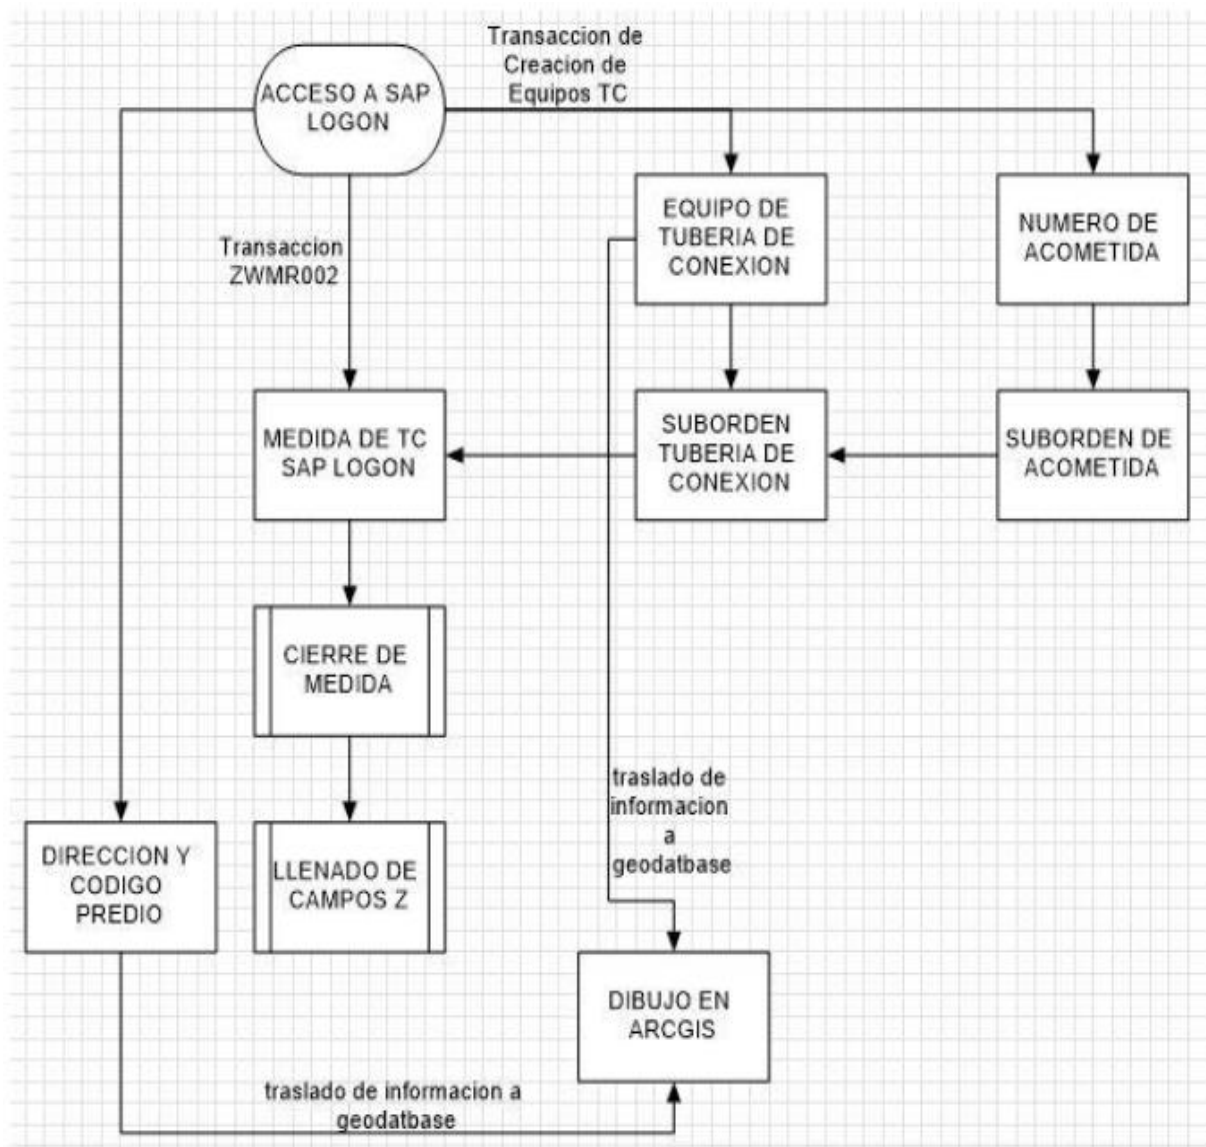 Transaccion de
Creacion de
Equipos TC
ACCESO A SAP
LOGON
EQUIPO DE
TUBERIA DE
CONEXION
NUMERO DE
ACOMETIDA
Transaccion
ZWMR002
MEDIDA DE TC
SAP LOGON
SUBORDEN
TUBERIA DE
CONEXION
SUBORDEN DE
ACOMETIDA
CIERRE DE
MEDIDA
traslado de
informacion
a
geodatbase
DIRECCION Y
CODIGO
PREDIO
LLENADO DE
CAMPOS Z
DIBUJO EN
ARCGIS
traslado de informacion a
geodatbase